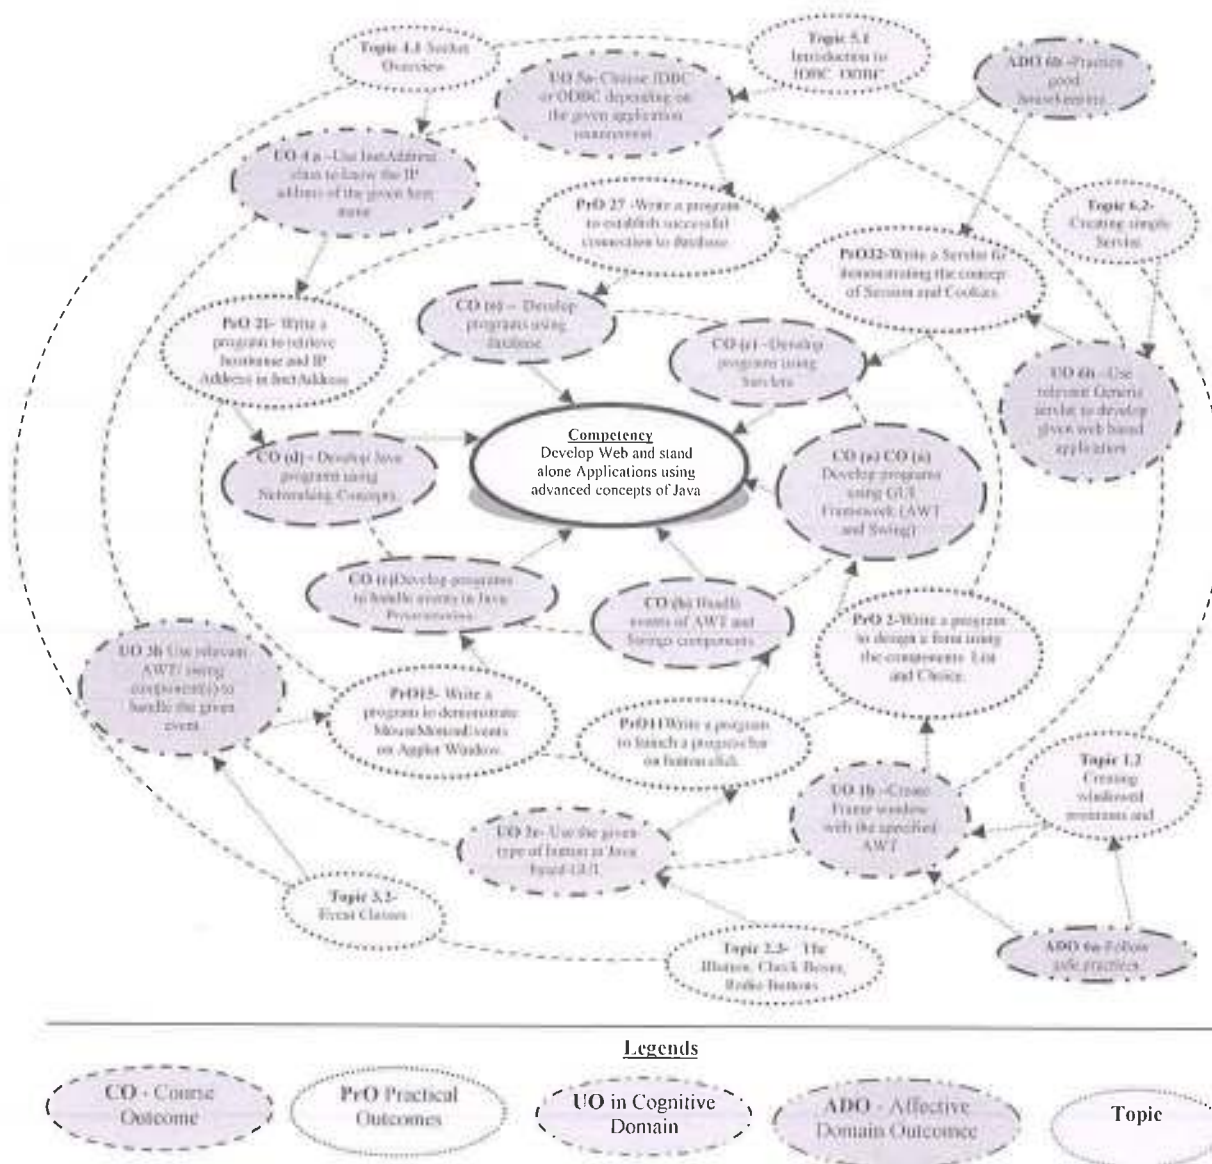 Topic 4.1 Socket
Overview
Topic 5.1
Introduction to
JDBC, ODBC
ADO 6b -Practice
good
housekeeping
UO 5a- Choose JDBC
or ODBC depending on
the given application
requirement
UO 4 a -Use InetAddress
class to know the IP
address of the given host
name
PrO 27 -Write a program
to establish successful
connection to database.
Topic 6.2-
Creating simple
Servlet
PrO32-Write a Servlet for
demonstrating the concept
of Session and Cookies.
PrO 21- Write a
program to retrieve
hostname and IP
Address in InetAddress
CO (e) – Develop
programs using
database
CO (f) –Develop
programs using
Servlets
UO 6b -Use
relevant Generic
servlet to develop
given web based
application
Competency
Develop Web and stand
alone Applications using
advanced concepts of Java
CO (d) - Develop Java
programs using
Networking Concepts
CO (a) CO (a)
Develop programs
using GUI
Framework (AWT
and Swing)
CO (c)Develop programs
to handle events in Java
Programming
CO (b) Handle
events of AWT and
Swings components
PrO 2-Write a program
to design a form using
the components List
and Choice.
UO 3b Use relevant
AWT/ swing
component(s) to
handle the given
event
PrO15- Write a
program to demonstrate
MouseMotionEvents
on Applet Window.
PrO11Write a program
to launch a progress bar
on button click
Topic 1.2
Creating
windowed
programs and
UO 1b -Create
Frame window
with the specified
AWT
UO 2c- Use the given
type of button in Java
based GUI
Topic 3.2-
Event Classes
Topic 2.2-
Button, Check Boxes,
Radio Buttons
ADO 6a-Follow
safe practices
Legends
CO - Course
Outcome
PrO Practical
Outcomes
UO in Cognitive
Domain
ADO - Affective
Domain Outcomee
Topic